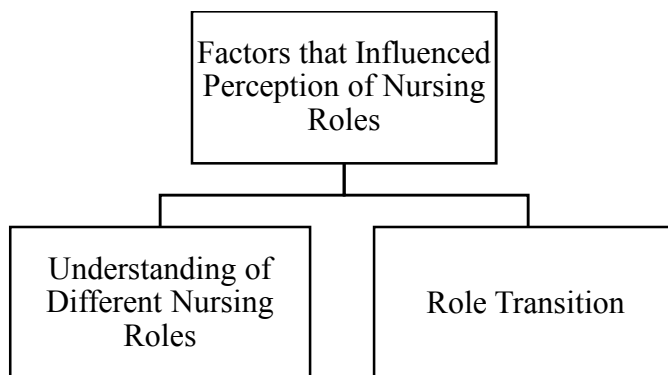 Factors that Influenced
Perception of Nursing
Roles
Understanding of
Different Nursing
Roles
Role Transition